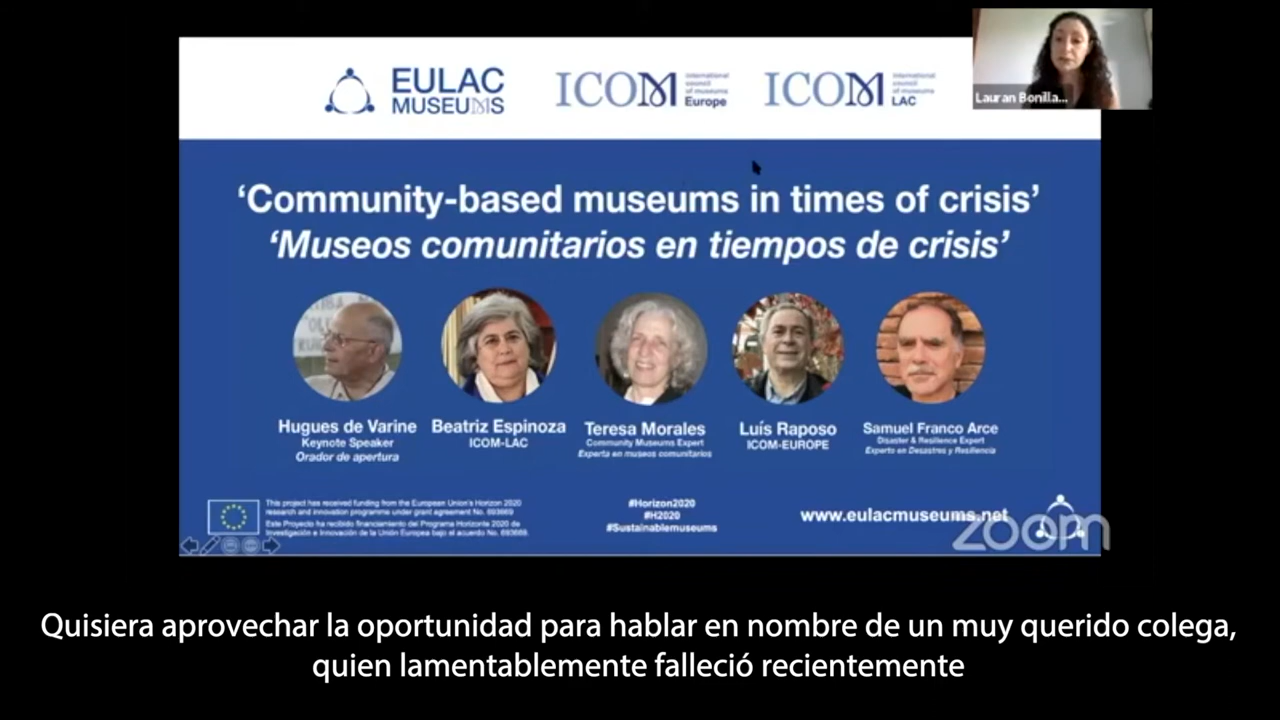 EULAC
MUSEUMS
ICOM
international
council
of museums
Europe
ICOM
international
council
of museums
LAC
Lauran Bonilla...
‘Community-based museums in times of crisis’
‘Museos comunitarios en tiempos de crisis’
Hugues de Varine
Keynote Speaker
Orador de apertura
Beatriz Espinoza
ICOM-LAC
Teresa Morales
Community Museums Expert
Experta en museos comunitarios
Luís Raposo
ICOM-EUROPE
Samuel Franco Arce
Disaster & Resilience Expert
Experto en Desastres y Resiliencia
This project has received funding from the European Union's Horizon 2020
research and innovation programme under grant agreement No. 693669
Este Proyecto ha recibido financiamiento del Programa Horizonte 2020 de
Investigación e Innovación de la Unión Europea bajo el acuerdo No. 693669.
#Horizon2020
#H2020
#Sustainablemuseums
www.eulacmuseums.net
zoom
Quisiera aprovechar la oportunidad para hablar en nombre de un muy querido colega,
quien lamentablemente falleció recientemente